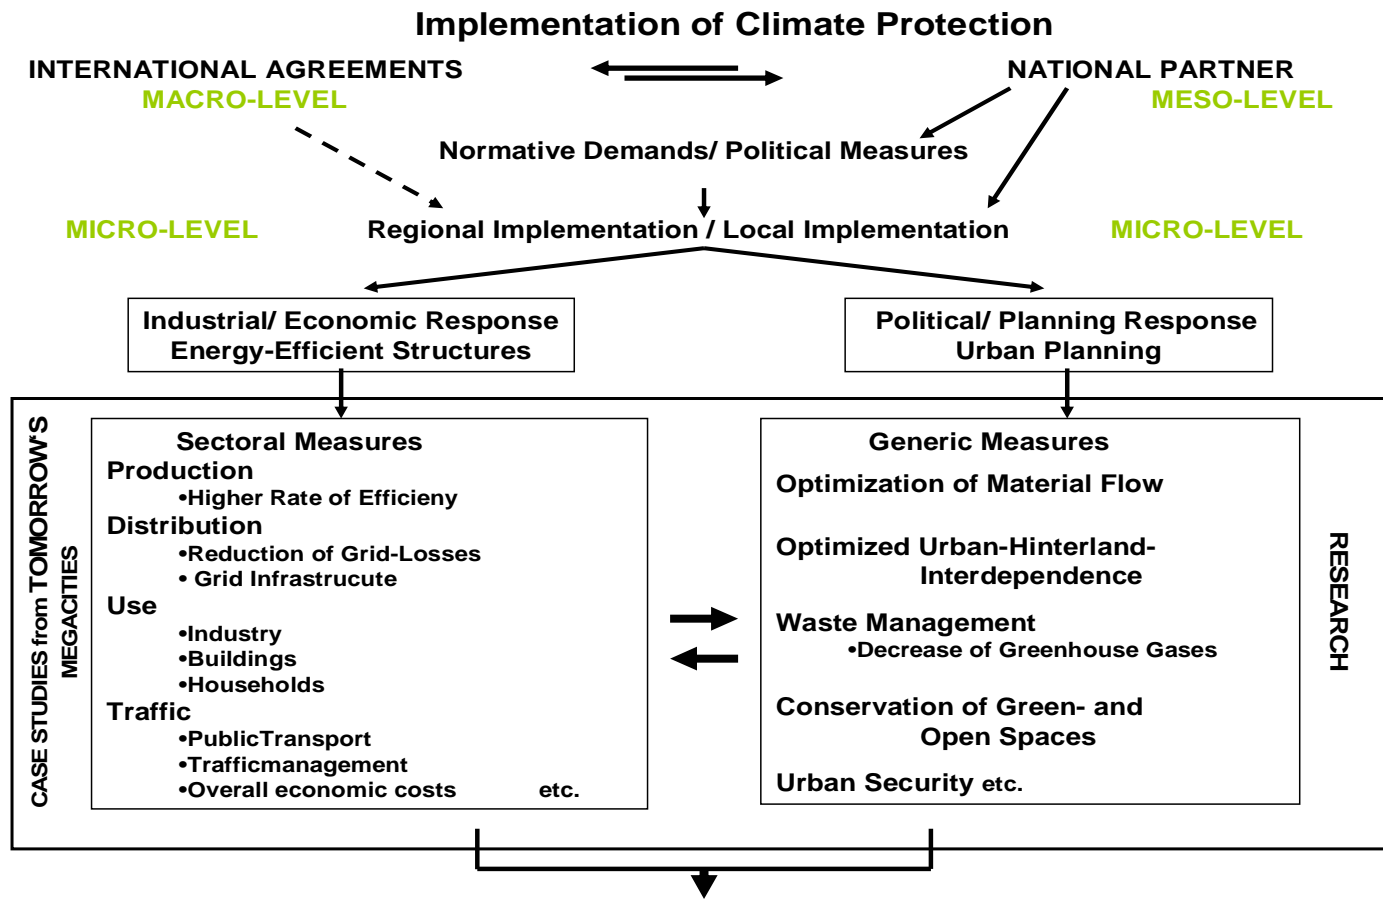 Implementation of Climate Protection
INTERNATIONAL AGREEMENTS
NATIONAL PARTNER
MACRO-LEVEL
MESO-LEVEL
Normative Demands/ Political Measures
MICRO-LEVEL
Regional Implementation / Local Implementation
MICRO-LEVEL
Industrial/ Economic Response
Energy-Efficient Structures
Political/ Planning Response
Urban Planning
CASE STUDIES from TOMORROW‘S
MEGACITIES
Sectoral Measures
Production
•Higher Rate of Efficieny
Distribution
•Reduction of Grid-Losses
• Grid Infrastrucute
Use
•Industry
•Buildings
•Households
Traffic
•PublicTransport
•Trafficmanagement
•Overall economic costs etc.
Generic Measures
Optimization of Material Flow
Optimized Urban-Hinterland-
Interdependence
Waste Management
•Decrease of Greenhouse Gases
Conservation of Green- and
Open Spaces
Urban Security etc.
RESEARCH